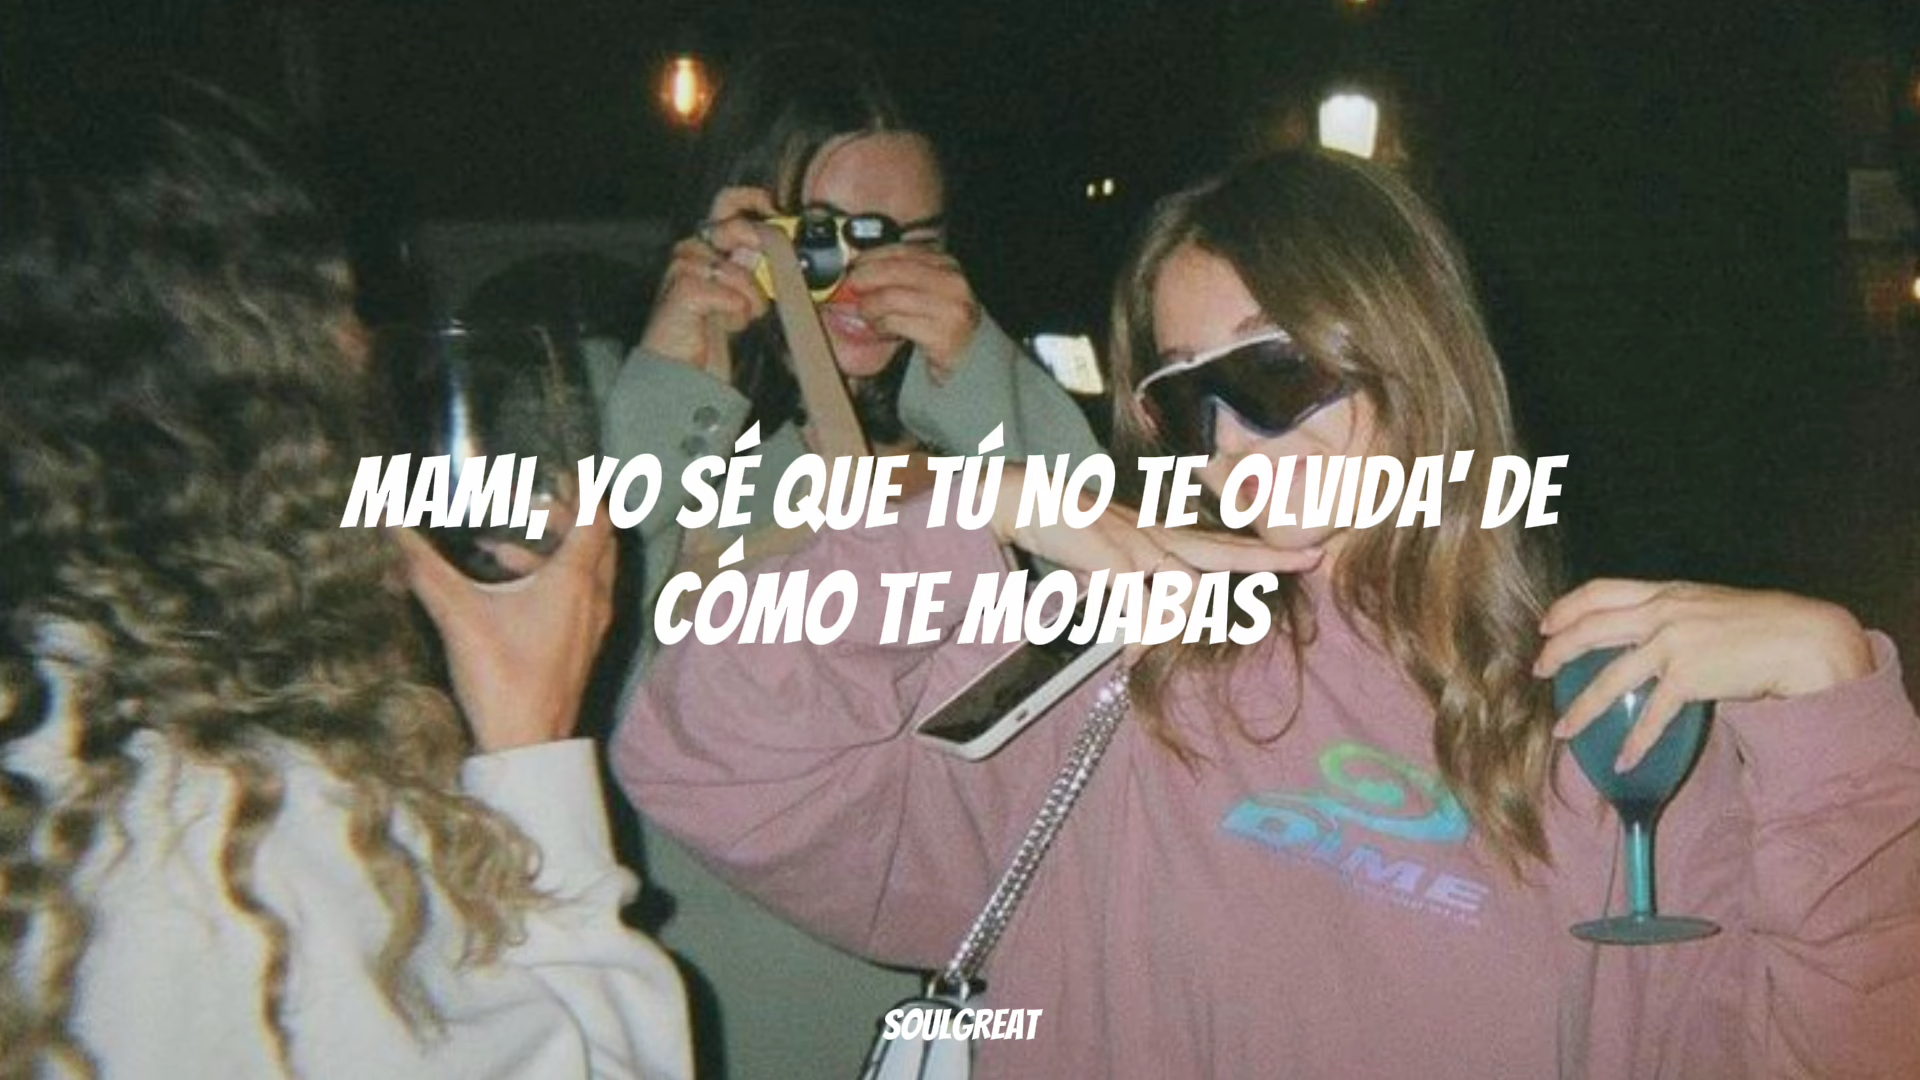 MAMI, YO SÉ QUE TÚ NO TE OLVIDA' DE
CÓMO TE MOJABAS
DIME
SOULGREAT